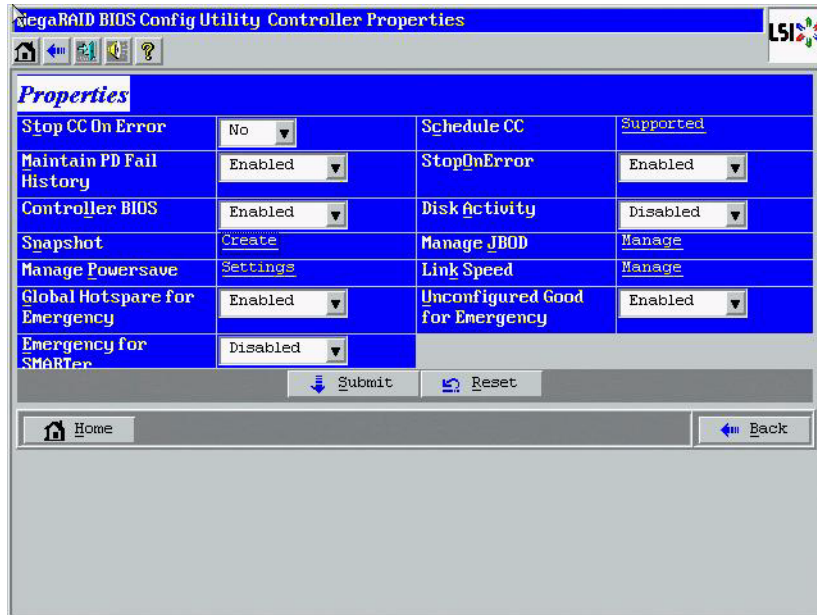 MegaRAID BIOS Config Utility Controller Properties
LSI
Properties
Stop CC On Error No Schedule CC Supported
Maintain PD Fail History Enabled StopOnError Enabled
Controller BIOS Enabled Disk Activity Disabled
Snapshot Create Manage JBOD Manage
Manage Powersave Settings Link Speed Manage
Global Hotspare for Emergency Enabled Unconfigured Good for Emergency Enabled
Emergency for SMARTer Disabled
Submit Reset
Home Back